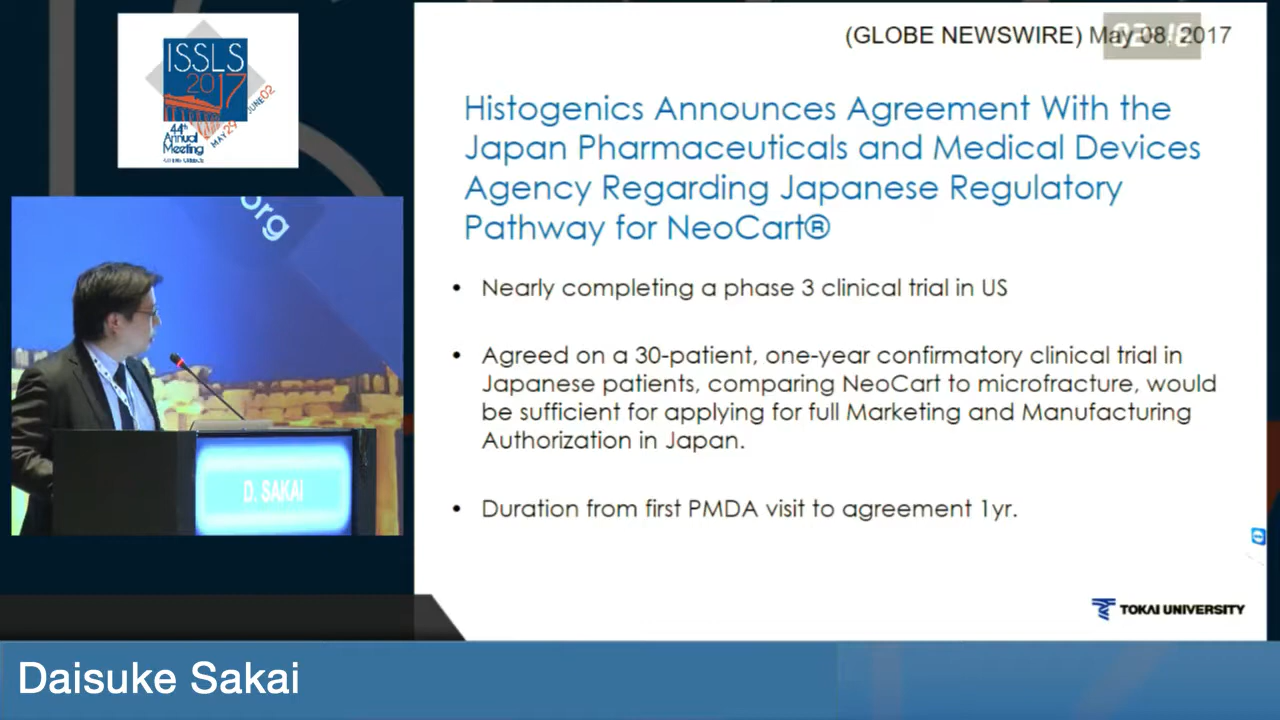 (GLOBE NEWSWIRE) May 08, 2017
ISSLS
2017
44th
Annual
Meeting
MAY 29
JUNE 02
Histogenics Announces Agreement With the
Japan Pharmaceuticals and Medical Devices
Agency Regarding Japanese Regulatory
Pathway for NeoCart®
• Nearly completing a phase 3 clinical trial in US
• Agreed on a 30-patient, one-year confirmatory clinical trial in
Japanese patients, comparing NeoCart to microfracture, would
be sufficient for applying for full Marketing and Manufacturing
Authorization in Japan.
• Duration from first PMDA visit to agreement 1yr.
org
D. SAKAI
TOKAI UNIVERSITY
Daisuke Sakai